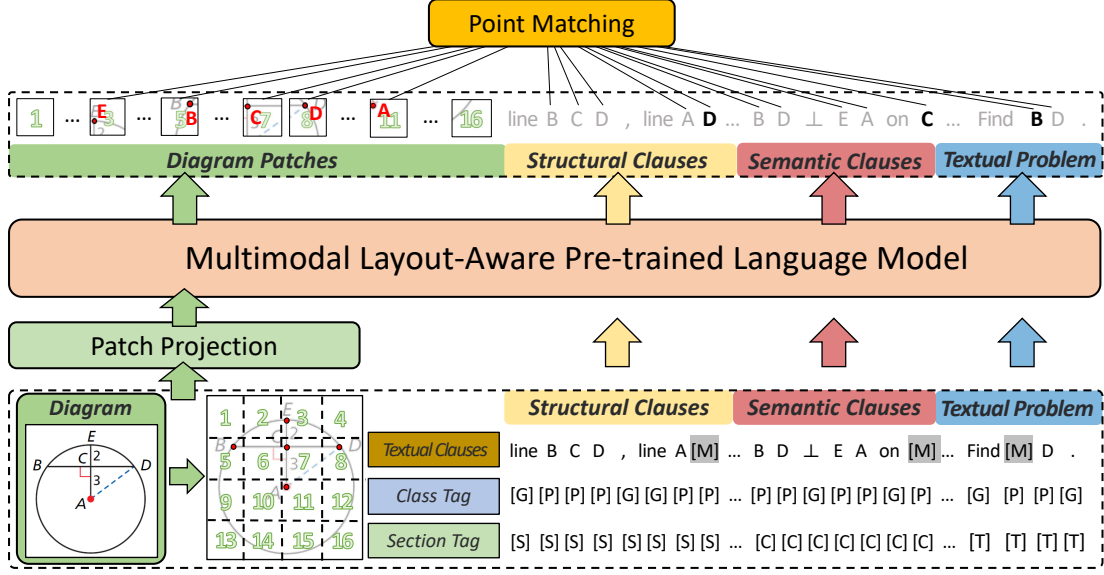 Point Matching
1 ... E 3 ... B 5 B ... C 7 D 8 ... A 11 ... 16 line B C D , line A D ... B D ⊥ E A on C ... Find B D .
Diagram Patches Structural Clauses Semantic Clauses Textual Problem
Multimodal Layout-Aware Pre-trained Language Model
Patch Projection
Diagram
E
B C 2 D
3
A
1 2 E 3 4
2
B C D
5 6 3 7 8
A
9 10 11 12
13 14 15 16
Structural Clauses Semantic Clauses Textual Problem
Textual Clauses line B C D , line A [M] ... B D ⊥ E A on [M] ... Find [M] D .
Class Tag [G] [P] [P] [P] [G] [G] [P] [P] ... [P] [P] [G] [P] [P] [G] [P] ... [G] [P] [P] [G]
Section Tag [S] [S] [S] [S] [S] [S] [S] [S] ... [C] [C] [C] [C] [C] [C] [C] ... [T] [T] [T] [T]